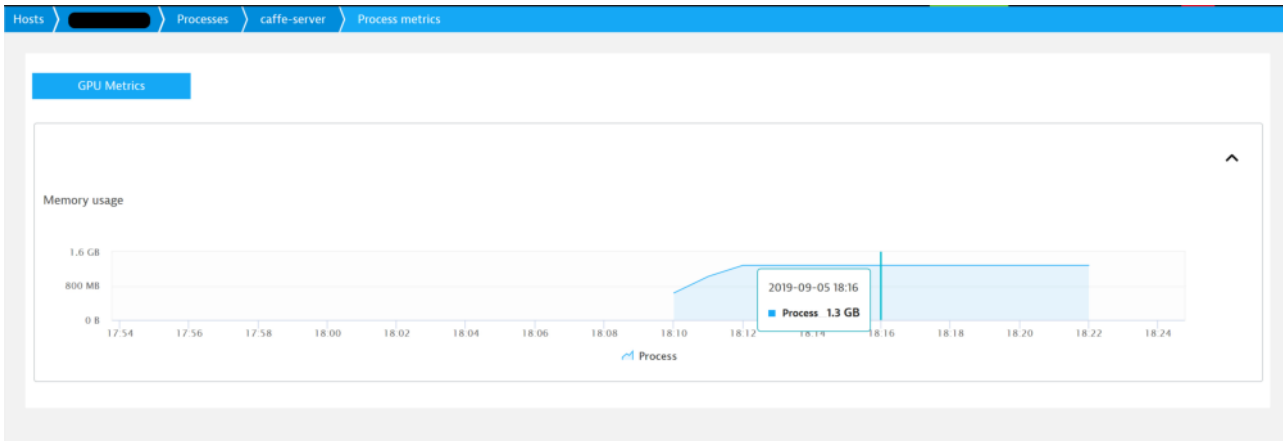 Hosts Processes caffe-server Process metrics
GPU Metrics
Memory usage
1.6 GB
800 MB
0 B
2019-09-05 18:16
Process 1.3 GB
17:54 17:56 17:58 18:00 18:02 18:04 18:06 18:08 18:10 18:12 18:14 18:16 18:18 18:20 18:22 18:24
Process